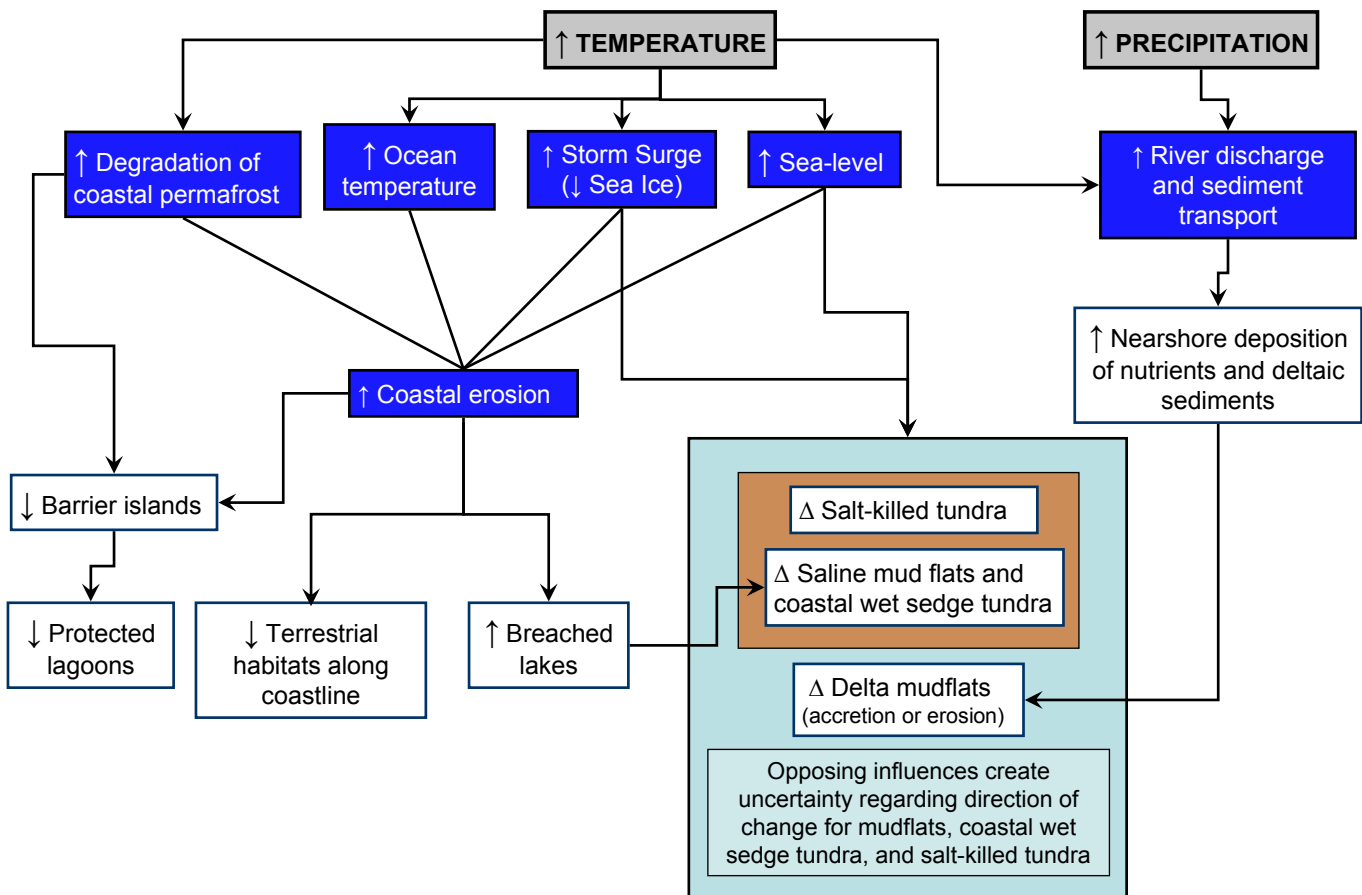 ↑ TEMPERATURE
↑ PRECIPITATION
↑ Degradation of
coastal permafrost
↑ Ocean
temperature
↑ Storm Surge
(↓ Sea Ice)
↑ Sea-level
↑ River discharge
and sediment
transport
↑ Nearshore deposition
of nutrients and deltaic
sediments
↑ Coastal erosion
↓ Barrier islands
Δ Salt-killed tundra
Δ Saline mud flats and
coastal wet sedge tundra
↓ Protected
lagoons
↓ Terrestrial
habitats along
coastline
↑ Breached
lakes
Δ Delta mudflats
(accretion or erosion)
Opposing influences create
uncertainty regarding direction of
change for mudflats, coastal wet
sedge tundra, and salt-killed tundra